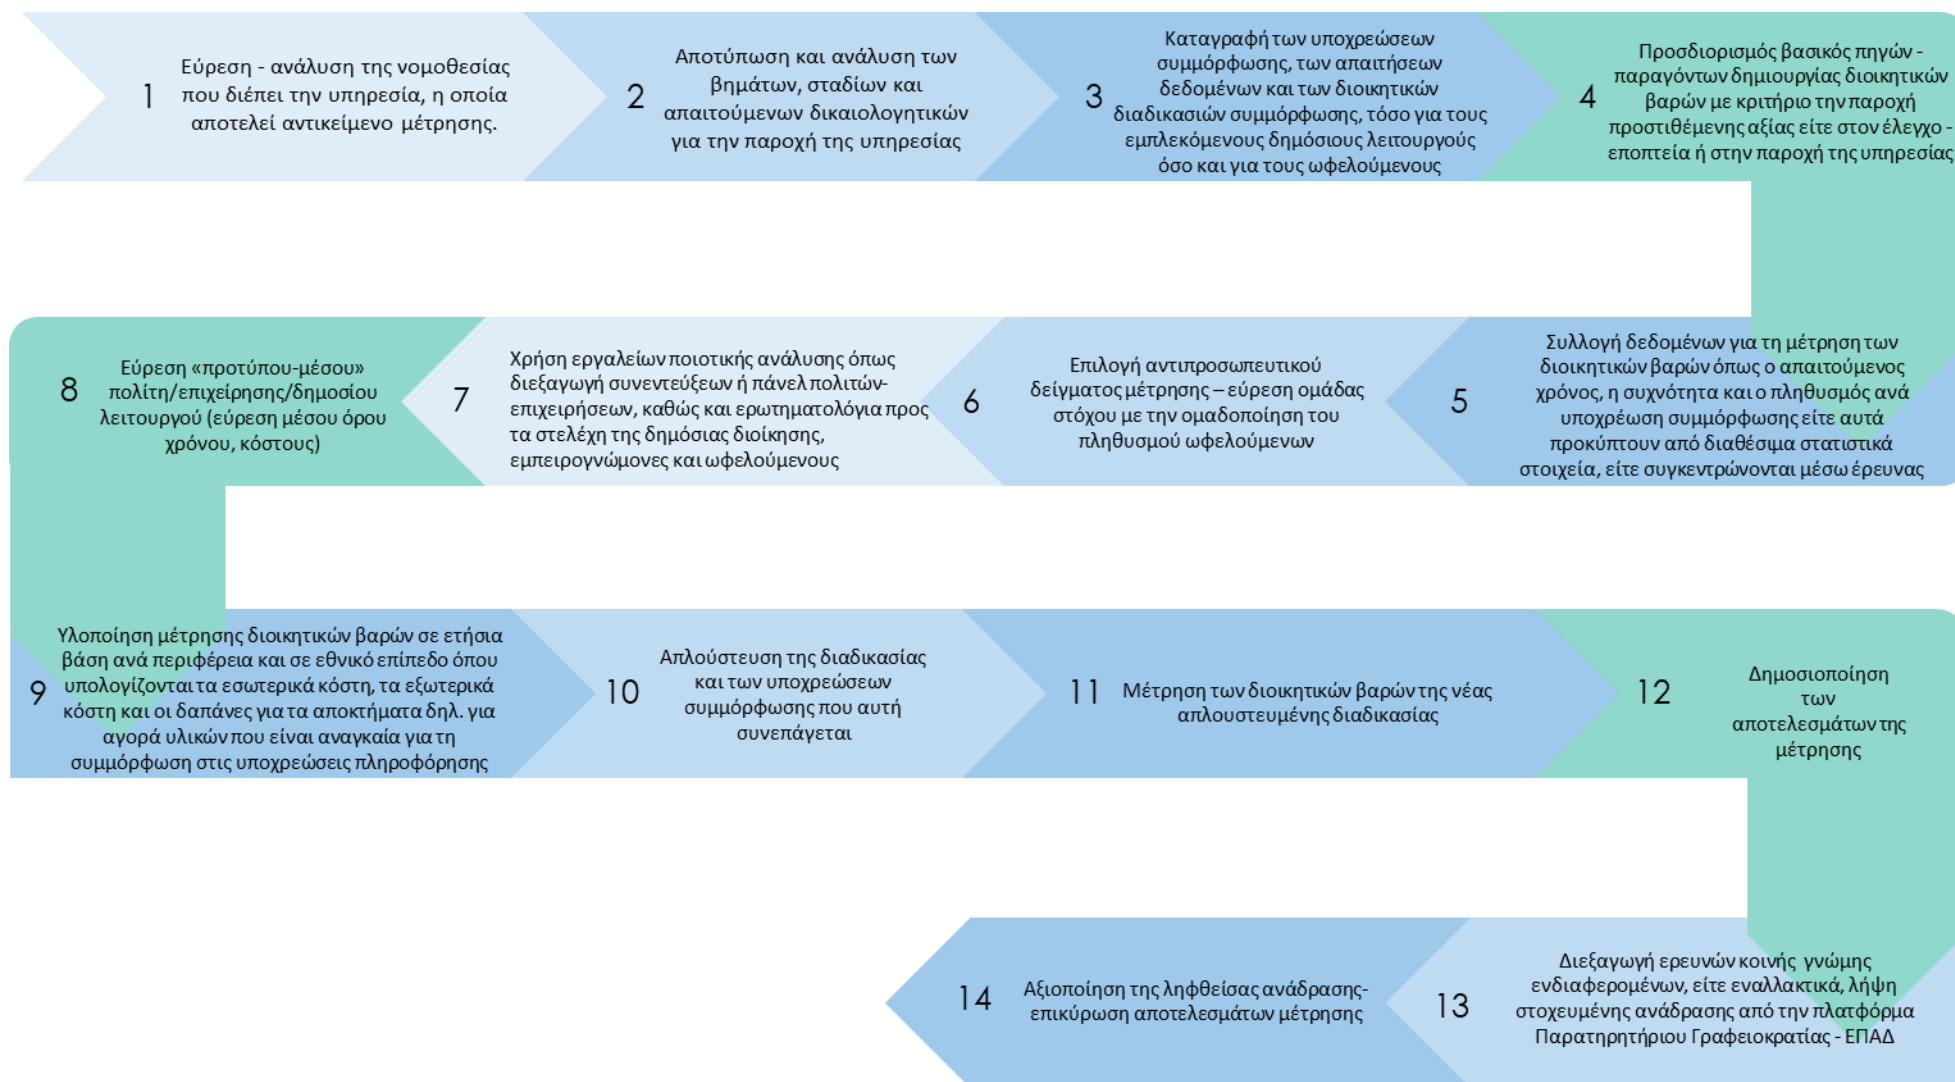 1
Εύρεση - ανάλυση της νομοθεσίας
που διέπει την υπηρεσία, η οποία
αποτελεί αντικείμενο μέτρησης.
2
Αποτύπωση και ανάλυση των
βημάτων, σταδίων και
απαιτούμενων δικαιολογητικών
για την παροχή της υπηρεσίας
3
Καταγραφή των υποχρεώσεων
συμμόρφωσης, των απαιτήσεων
δεδομένων και των διοικητικών
διαδικασιών συμμόρφωσης, τόσο για τους
εμπλεκόμενους δημόσιους λειτουργούς
όσο και για τους ωφελούμενους
4
Προσδιορισμός βασικός πηγών -
παραγόντων δημιουργίας διοικητικών
βαρών με κριτήριο την παροχή
προστιθέμενης αξίας είτε στον έλεγχο -
εποπτεία ή στην παροχή της υπηρεσίας
5
Συλλογή δεδομένων για τη μέτρηση των
διοικητικών βαρών όπως ο απαιτούμενος
χρόνος, η συχνότητα και ο πληθυσμός ανά
υποχρέωση συμμόρφωσης είτε αυτά
προκύπτουν από διαθέσιμα στατιστικά
στοιχεία, είτε συγκεντρώνονται μέσω έρευνας
6
Επιλογή αντιπροσωπευτικού
δείγματος μέτρησης – εύρεση ομάδας
στόχου με την ομαδοποίηση του
πληθυσμού ωφελούμενων
7
Χρήση εργαλείων ποιοτικής ανάλυσης όπως
διεξαγωγή συνεντεύξεων ή πάνελ πολιτών-
επιχειρήσεων, καθώς και ερωτηματολόγια προς
τα στελέχη της δημόσιας διοίκησης,
εμπειρογνώμονες και ωφελούμενους
8
Εύρεση «προτύπου-μέσου»
πολίτη/επιχείρησης/δημοσίου
λειτουργού (εύρεση μέσου όρου
χρόνου, κόστους)
9
Υλοποίηση μέτρησης διοικητικών βαρών σε ετήσια
βάση ανά περιφέρεια και σε εθνικό επίπεδο όπου
υπολογίζονται τα εσωτερικά κόστη, τα εξωτερικά
κόστη και οι δαπάνες για τα αποκτήματα δηλ. για
αγορά υλικών που είναι αναγκαία για τη
συμμόρφωση στις υποχρεώσεις πληροφόρησης
10
Απλούστευση της διαδικασίας
και των υποχρεώσεων
συμμόρφωσης που αυτή
συνεπάγεται
11
Μέτρηση των διοικητικών βαρών της νέας
απλουστευμένης διαδικασίας
12
Δημοσιοποίηση
των
αποτελεσμάτων της
μέτρησης
13
Διεξαγωγή ερευνών κοινής γνώμης
ενδιαφερομένων, είτε εναλλακτικά, λήψη
στοχευμένης ανάδρασης από την πλατφόρμα
Παρατηρητήριου Γραφειοκρατίας - ΕΠΑΔ
14
Αξιοποίηση της ληφθείσας ανάδρασης-
επικύρωση αποτελεσμάτων μέτρησης